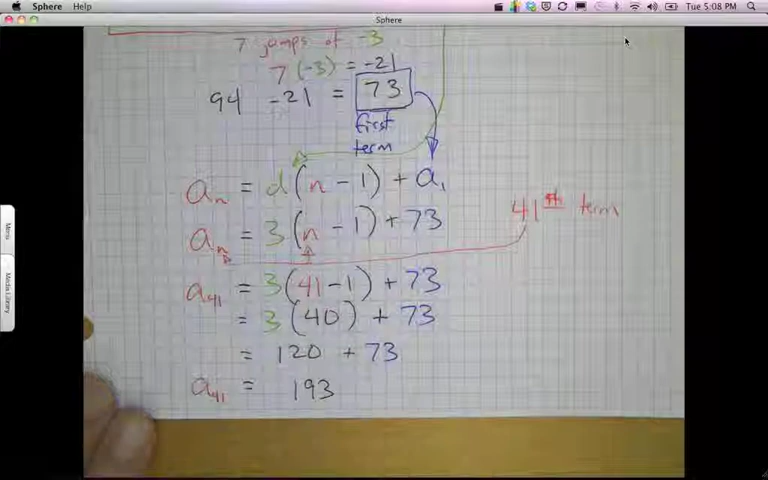 Sphere Help Tue 5:08 PM
Sphere
7 jumps of -3
7 (-3) = -21
94 -21 = 73
first
term
aₙ = d(n - 1) + a₁
aₙ = 3(n - 1) + 73
41st term
a₄₁ = 3(41 - 1) + 73
= 3(40) + 73
= 120 + 73
a₄₁ = 193
Menu
Media Library